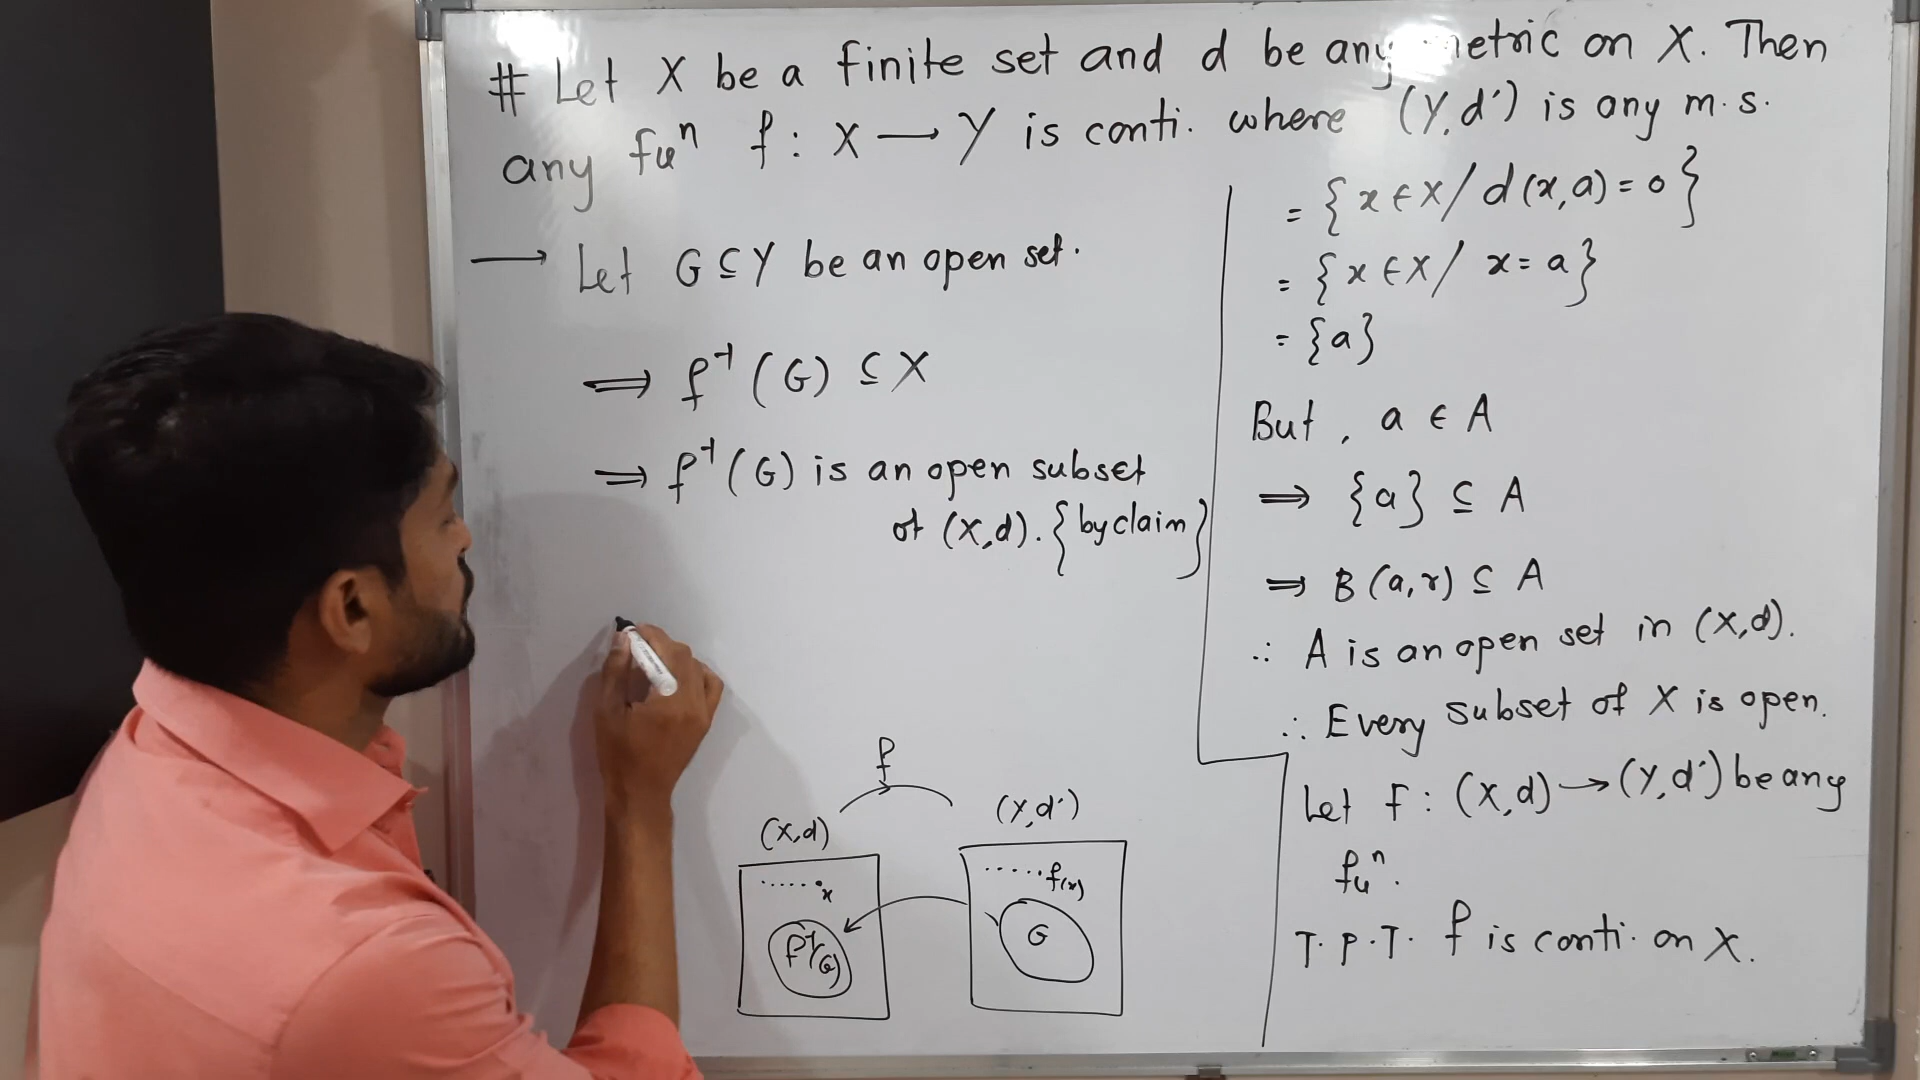 # Let X be a finite set and d be any metric on X. Then
any fuⁿ f : X → Y is conti. where (Y,d') is any m.s.
= {x ∈ X / d(x,a) = 0}
= {x ∈ X / x = a}
= {a}
But, a ∈ A
⇒ {a} ⊆ A
⇒ B(a,r) ⊆ A
∴ A is an open set in (X,d).
∴ Every subset of X is open.
Let f : (X,d) → (Y,d') be any
fuⁿ.
T.P.T. f is conti. on X.
→ Let G ⊆ Y be an open set.
⇒ f⁻¹(G) ⊆ X
⇒ f⁻¹(G) is an open subset
of (X,d). {by claim}
f
(X,d) (Y,d')
x f(x)
f⁻¹(G) G